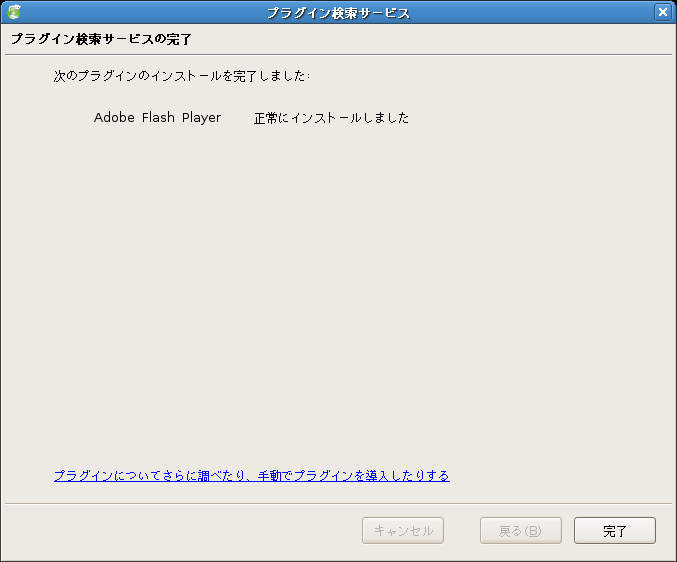 プラグイン検索サービス
プラグイン検索サービスの完了
次のプラグインのインストールを完了しました:
Adobe Flash Player 正常にインストールしました
プラグインについてさらに調べたり、手動でプラグインを導入したりする
キャンセル 戻る(B) 完了